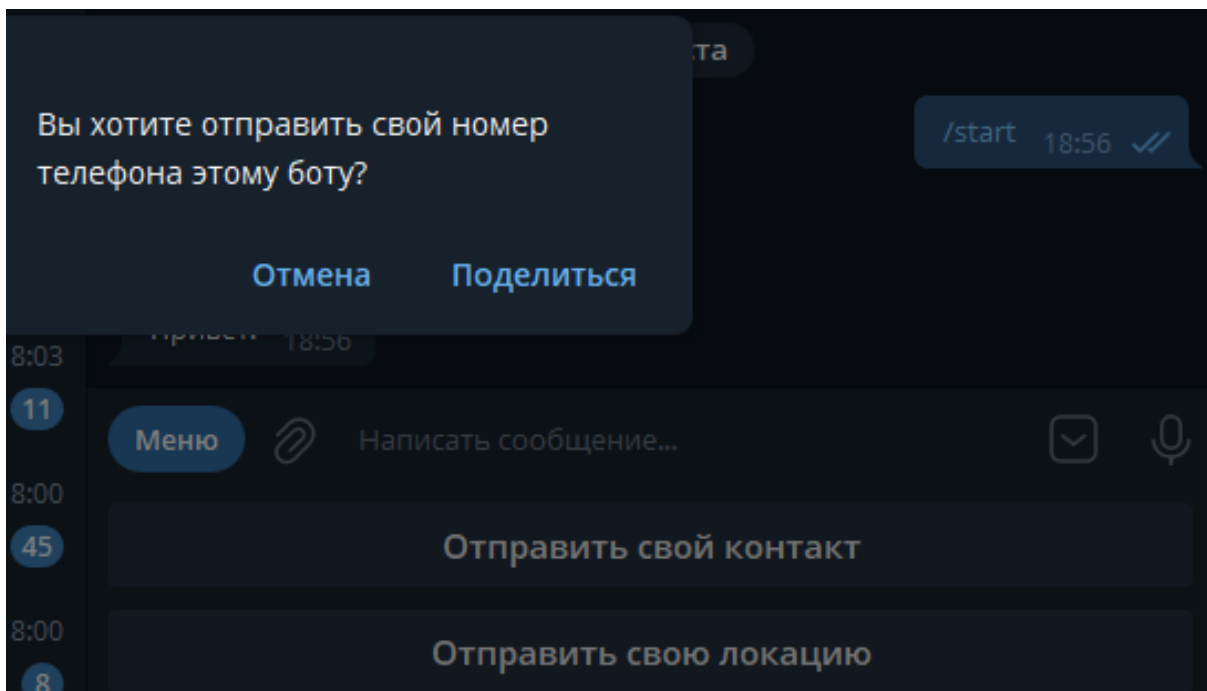 Вы хотите отправить свой номер
телефона этому боту?
Отмена Поделиться
/start 18:56
18:56
8:03
11
Меню Написать сообщение...
8:00
45
Отправить свой контакт
8:00
Отправить свою локацию
8